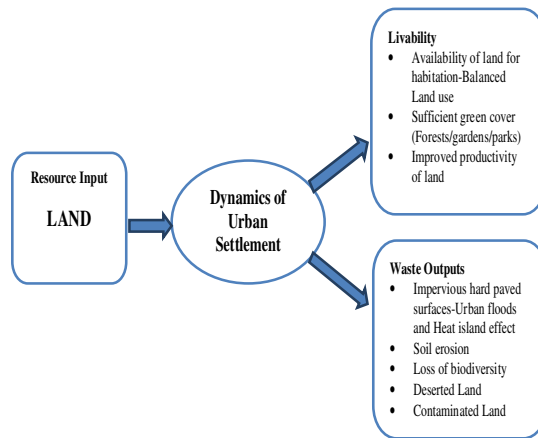 Resource Input
LAND
Dynamics of
Urban
Settlement
Livability
• Availability of land for
habitation-Balanced
Land use
• Sufficient green cover
(Forests/gardens/parks)
• Improved productivity
of land
Waste Outputs
• Impervious hard paved
surfaces-Urban floods
and Heat island effect
• Soil erosion
• Loss of biodiversity
• Deserted Land
• Contaminated Land